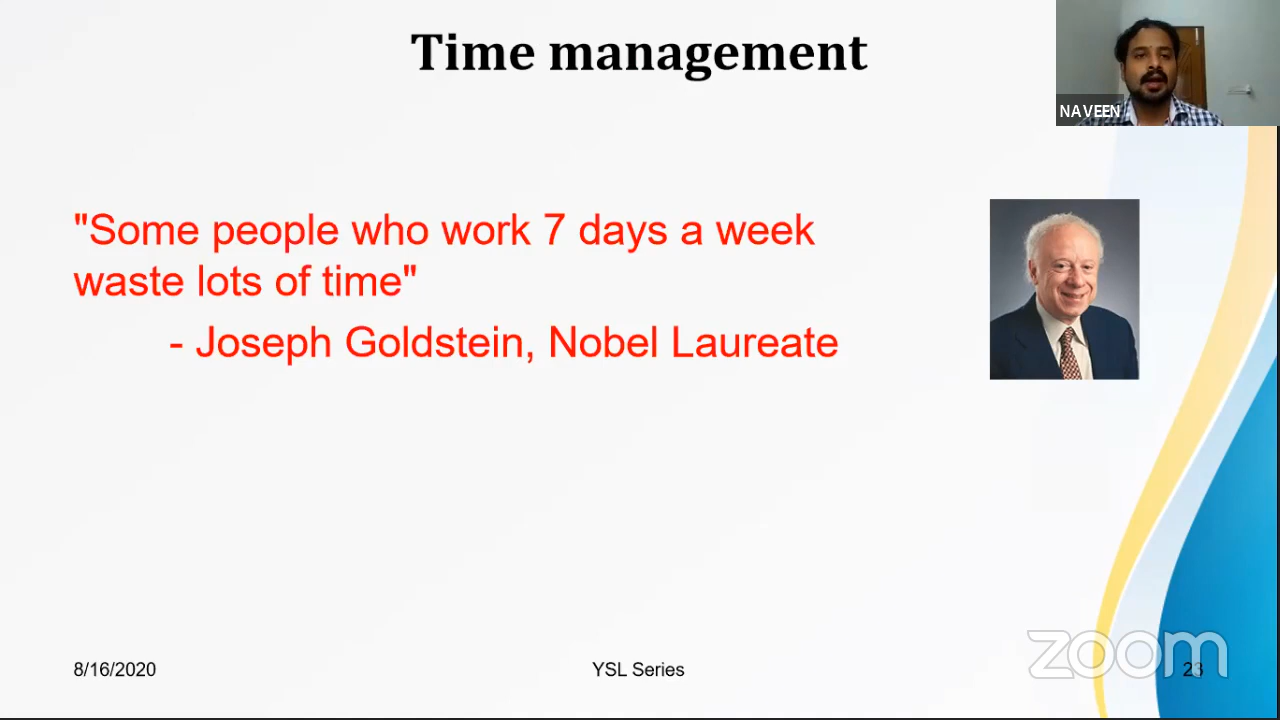 Time management
NAVEEN
"Some people who work 7 days a week
waste lots of time"
- Joseph Goldstein, Nobel Laureate
8/16/2020
YSL Series
zoom
23